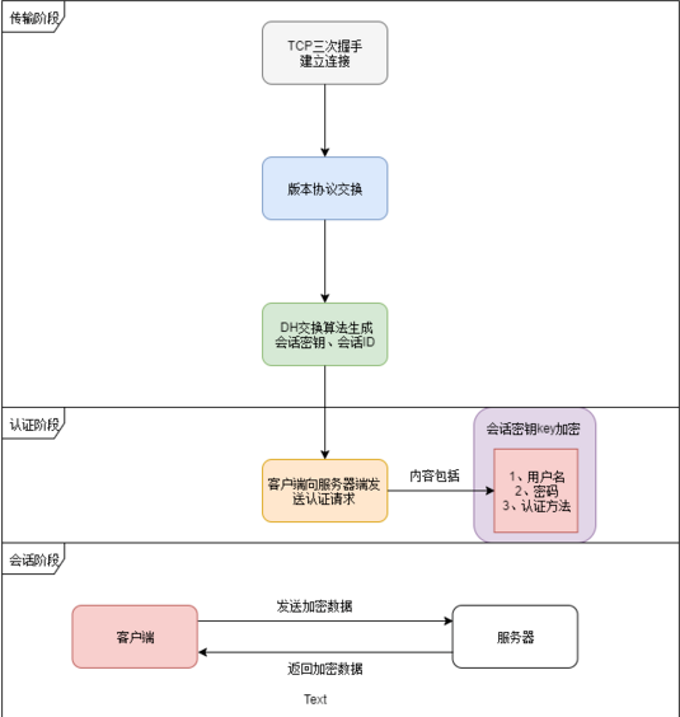 传输阶段
TCP三次握手
建立连接
版本协议交换
DH交换算法生成
会话密钥、会话ID
认证阶段
会话密钥key加密
客户端向服务器端发
送认证请求
内容包括
1、用户名
2、密码
3、认证方法
会话阶段
发送加密数据
客户端
服务器
返回加密数据
Text